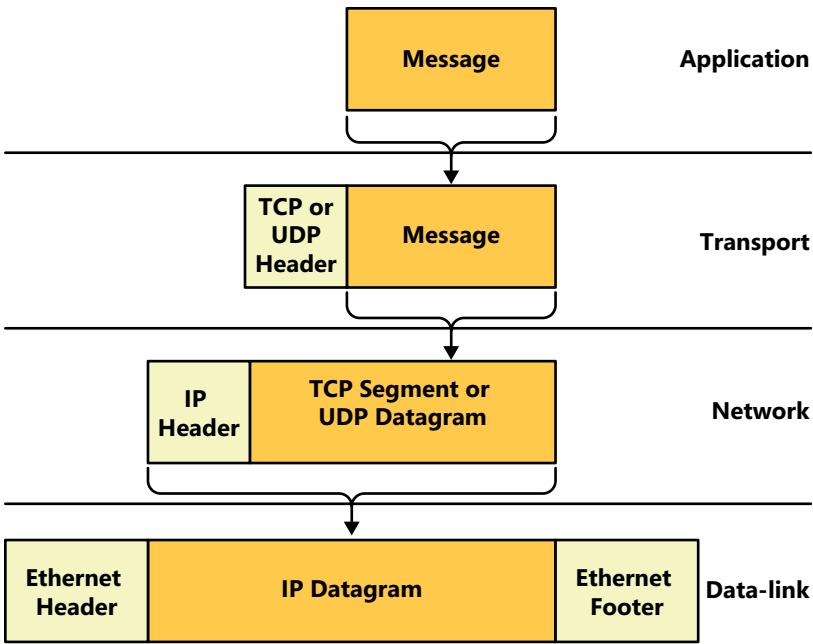 Message
Application
TCP or
UDP
Header
Message
Transport
IP
Header
TCP Segment or
UDP Datagram
Network
Ethernet
Header
IP Datagram
Ethernet
Footer
Data-link